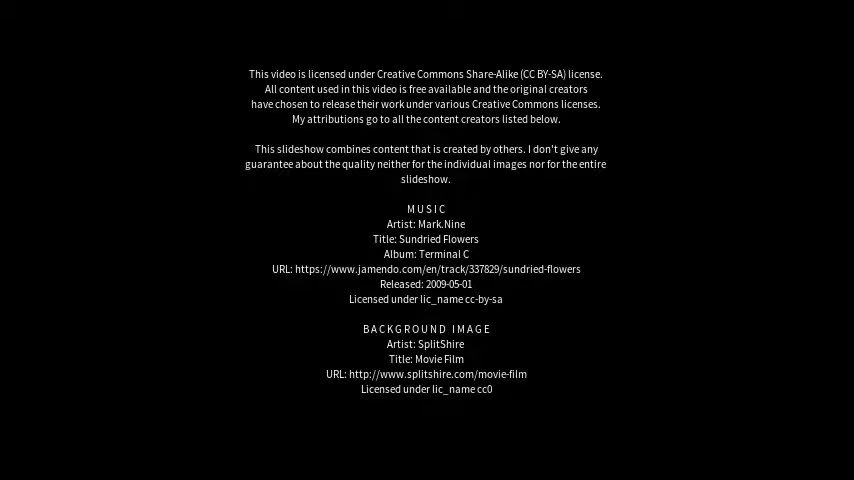 This video is licensed under Creative Commons Share-Alike (CC BY-SA) license.
All content used in this video is free available and the original creators
have chosen to release their work under various Creative Commons licenses.
My attributions go to all the content creators listed below.
This slideshow combines content that is created by others. I don't give any
guarantee about the quality neither for the individual images nor for the entire
slideshow.
MUSIC
Artist: Mark.Nine
Title: Sundried Flowers
Album: Terminal C
URL: https://www.jamendo.com/en/track/337829/sundried-flowers
Released: 2009-05-01
Licensed under lic_name cc-by-sa
BACKGROUND IMAGE
Artist: SplitShire
Title: Movie Film
URL: http://www.splitshire.com/movie-film
Licensed under lic_name cc0